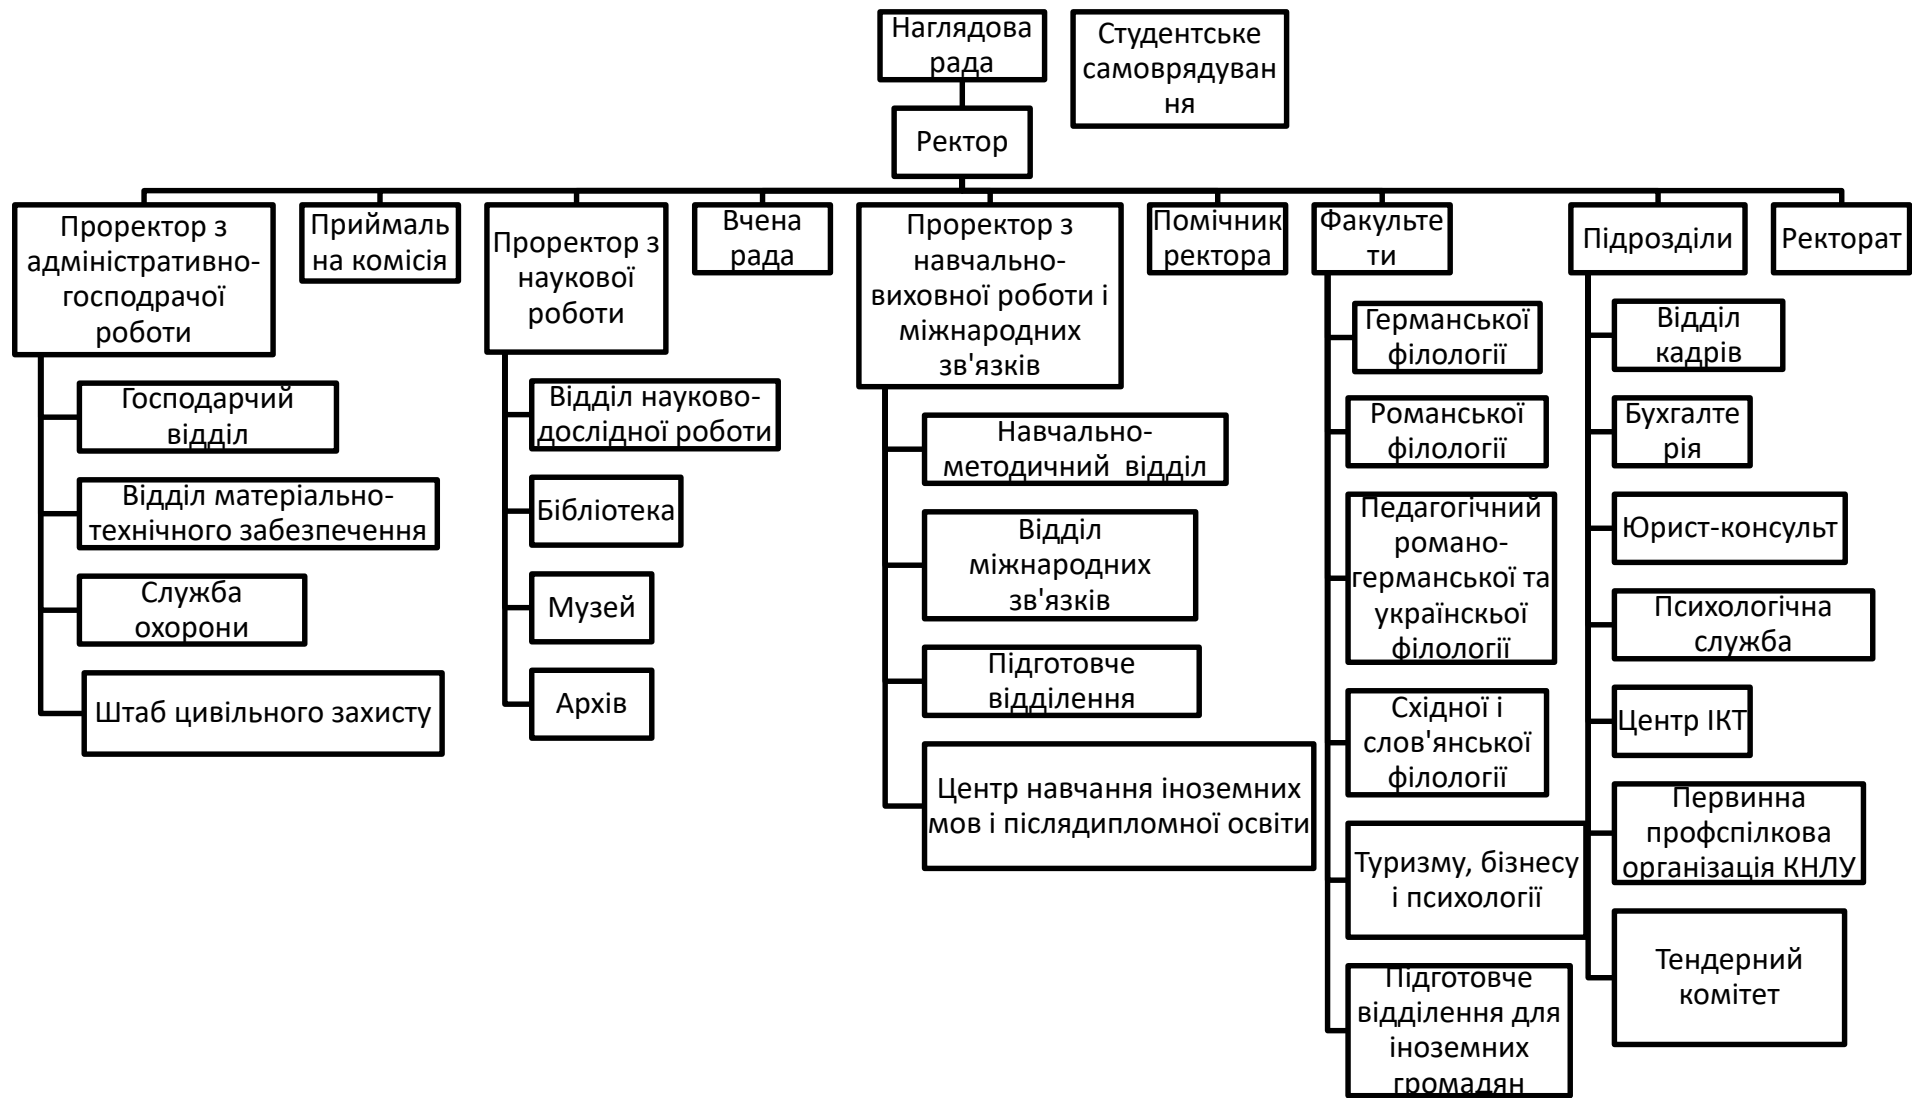 Наглядова
рада
Студентське
самоврядуван
ня
Ректор
Проректор з
адміністративно-
господрачої
роботи
Приймаль
на комісія
Проректор з
наукової
роботи
Вчена
рада
Проректор з
навчально-
виховної роботи і
міжнародних
зв'язків
Помічник
ректора
Факульте
ти
Підрозділи
Ректорат
Господарчий
відділ
Відділ матеріально-
технічного забезпечення
Служба
охорони
Штаб цивільного захисту
Відділ науково-
дослідної роботи
Бібліотека
Музей
Архів
Навчально-
методичний  відділ
Відділ
міжнародних
зв'язків
Підготовче
відділення
Центр навчання іноземних
мов і післядипломної освіти
Германської
філології
Романської
філології
Педагогічний
романо-
германської та
українскьої
філології
Східної і
слов'янської
філології
Туризму, бізнесу
і психології
Підготовче
відділення для
іноземних
громадян
Відділ
кадрів
Бухгалте
рія
Юрист-консульт
Психологічна
служба
Центр ІКТ
Первинна
профспілкова
організація КНЛУ
Тендерний
комітет